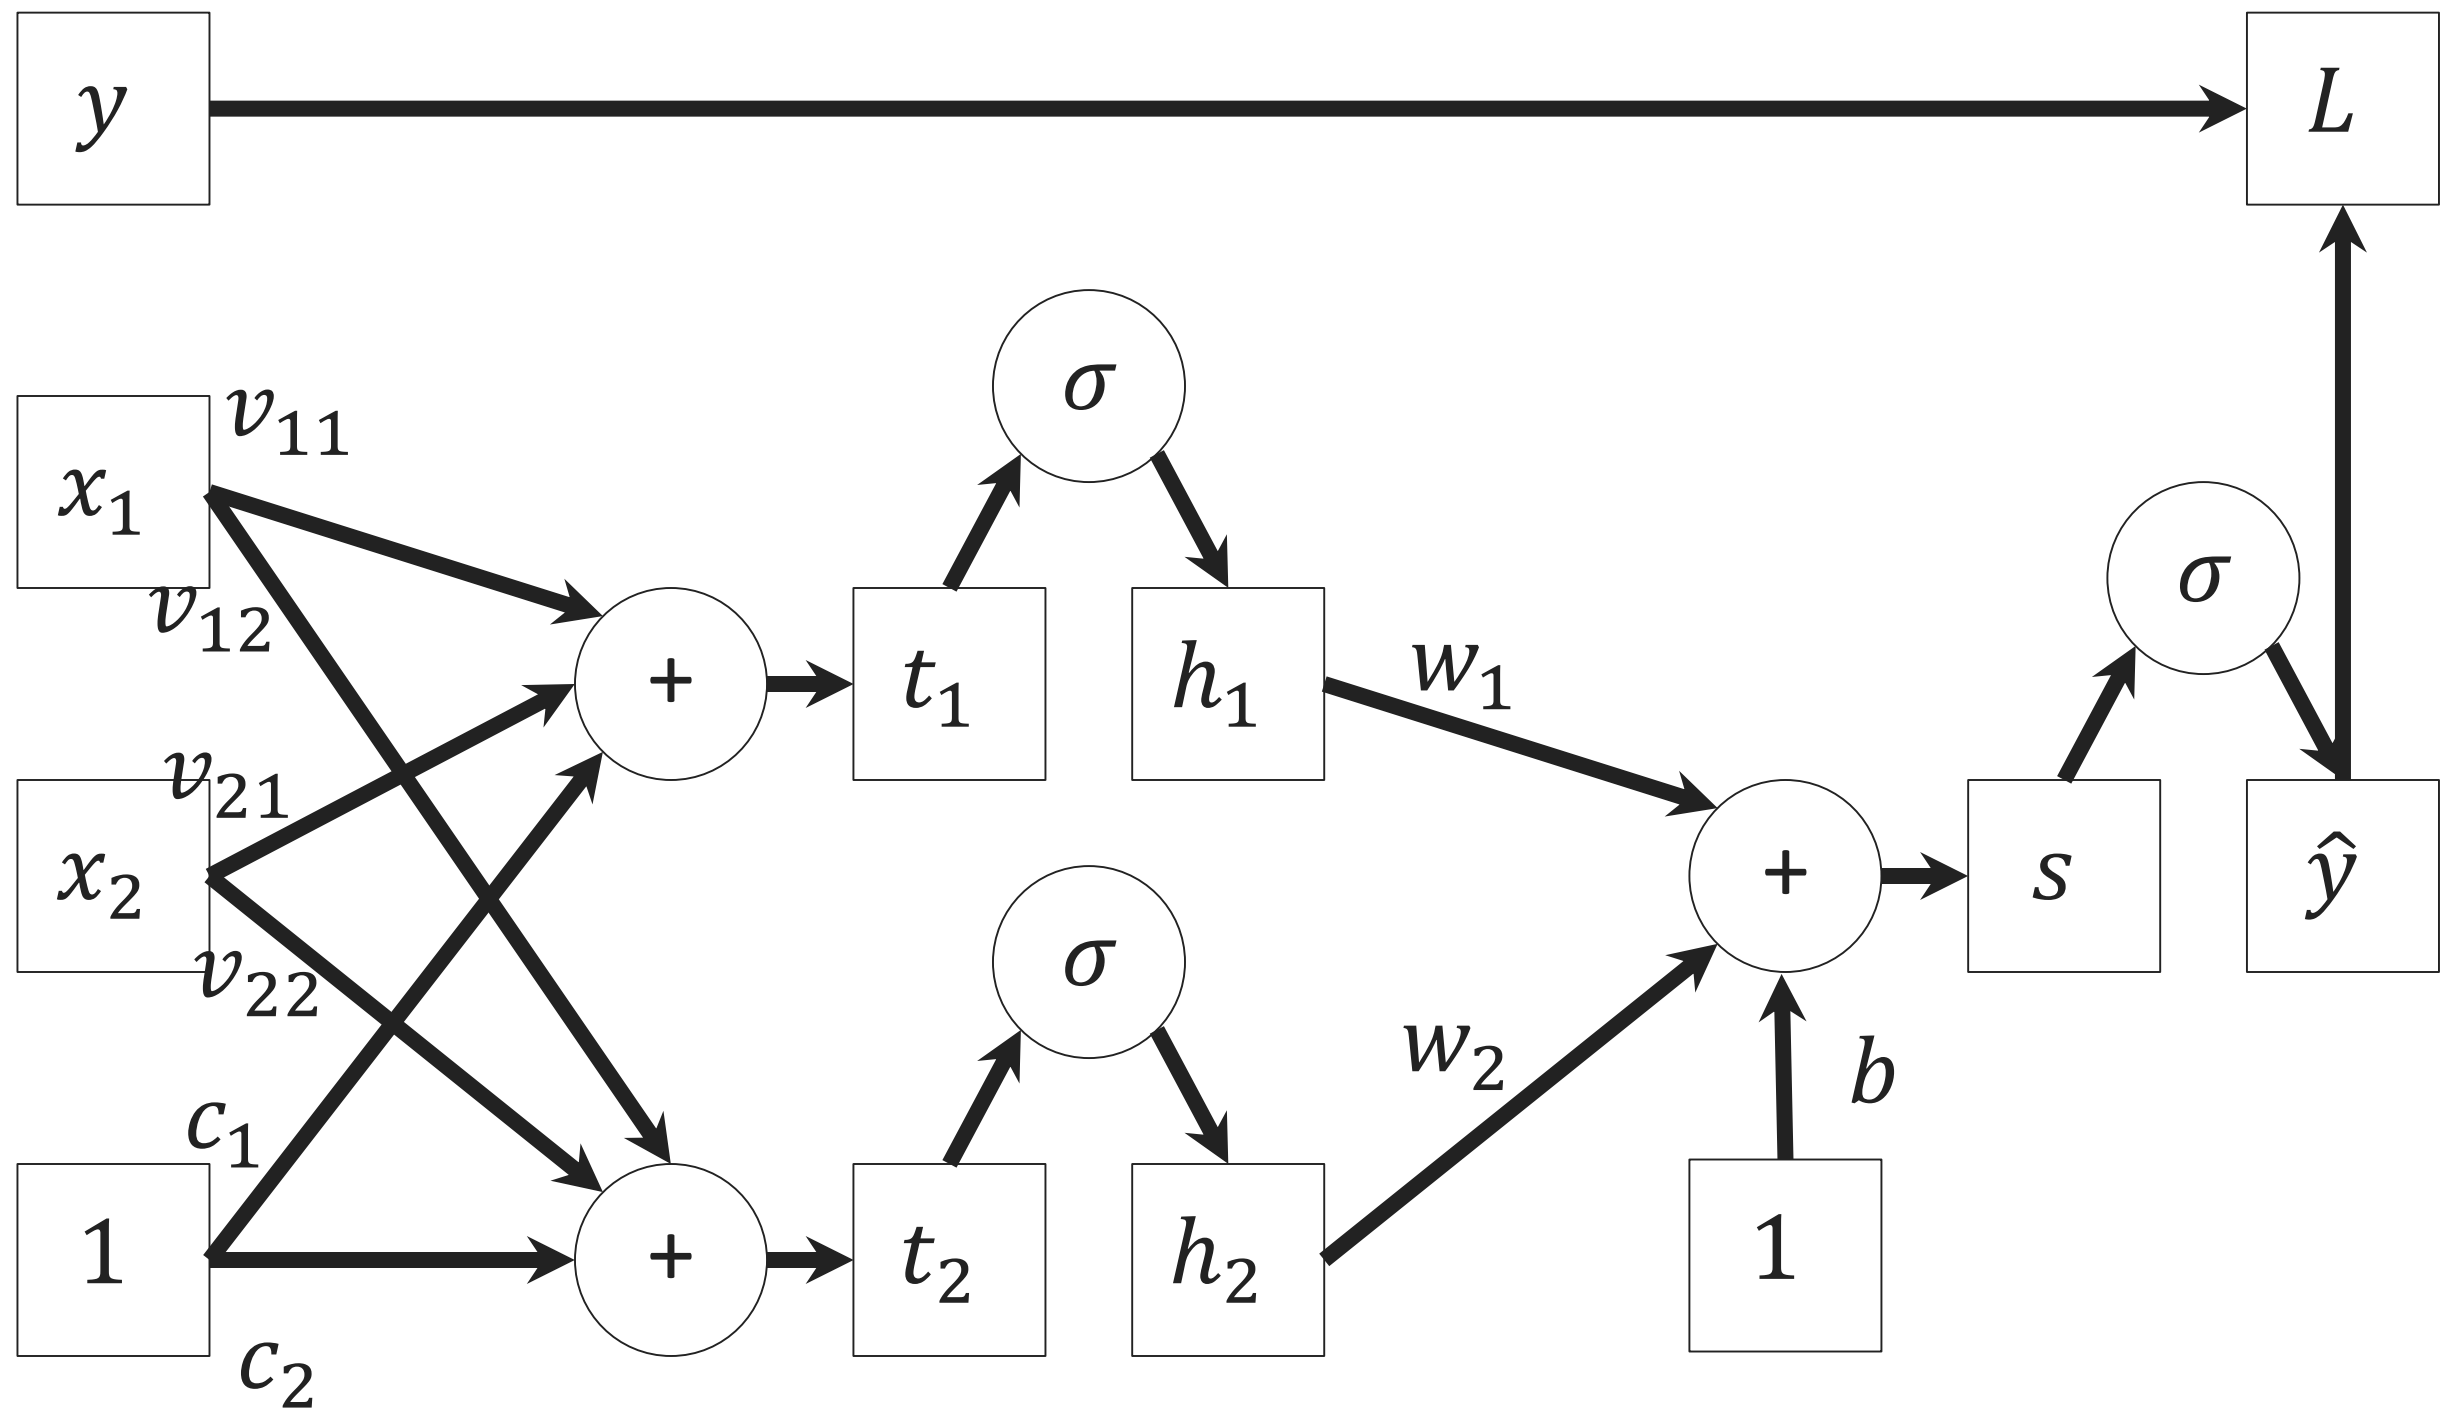 y
L
σ
v₁₁
x₁
σ
v₁₂
+
t₁
h₁
w₁
v₂₁
x₂
+
s
ŷ
σ
v₂₂
w₂
b
c₁
1
+
t₂
h₂
1
c₂